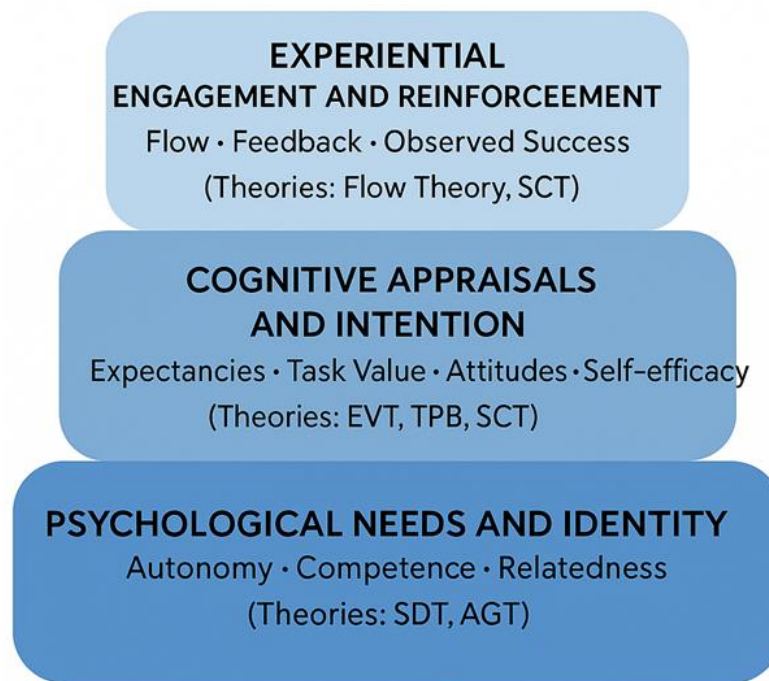 EXPERIENTIAL
ENGAGEMENT AND REINFORCEEMENT
Flow · Feedback · Observed Success
(Theories: Flow Theory, SCT)
COGNITIVE APPRAISALS
AND INTENTION
Expectancies · Task Value · Attitudes · Self-efficacy
(Theories: EVT, TPB, SCT)
PSYCHOLOGICAL NEEDS AND IDENTITY
Autonomy · Competence · Relatedness
(Theories: SDT, AGT)